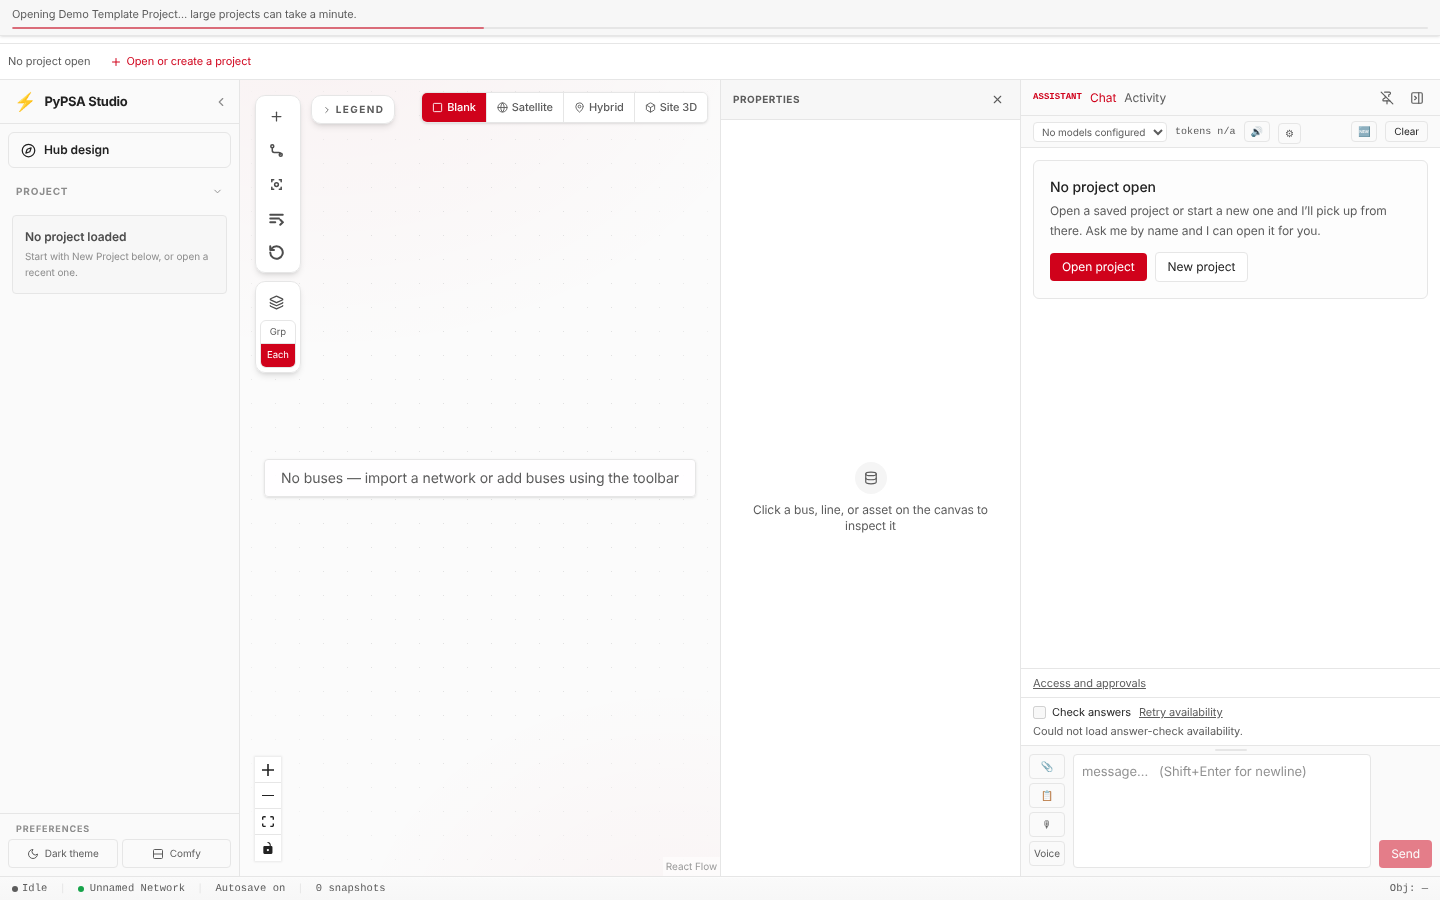 Opening Demo Template Project... large projects can take a minute.
No project open
+ Open or create a project
PyPSA Studio
Hub design
PROJECT
No project loaded
Start with New Project below, or open a
recent one.
PREFERENCES
Dark theme
Comfy
LEGEND
Blank
Satellite
Hybrid
Site 3D
Grp
Each
No buses — import a network or add buses using the toolbar
React Flow
PROPERTIES
Click a bus, line, or asset on the canvas to
inspect it
ASSISTANT Chat Activity
No models configured
tokens n/a
Clear
No project open
Open a saved project or start a new one and I'll pick up from
there. Ask me by name and I can open it for you.
Open project
New project
Access and approvals
Check answers Retry availability
Could not load answer-check availability.
message... (Shift+Enter for newline)
Voice
Send
Idle
Unnamed Network
Autosave on
0 snapshots
Obj: —